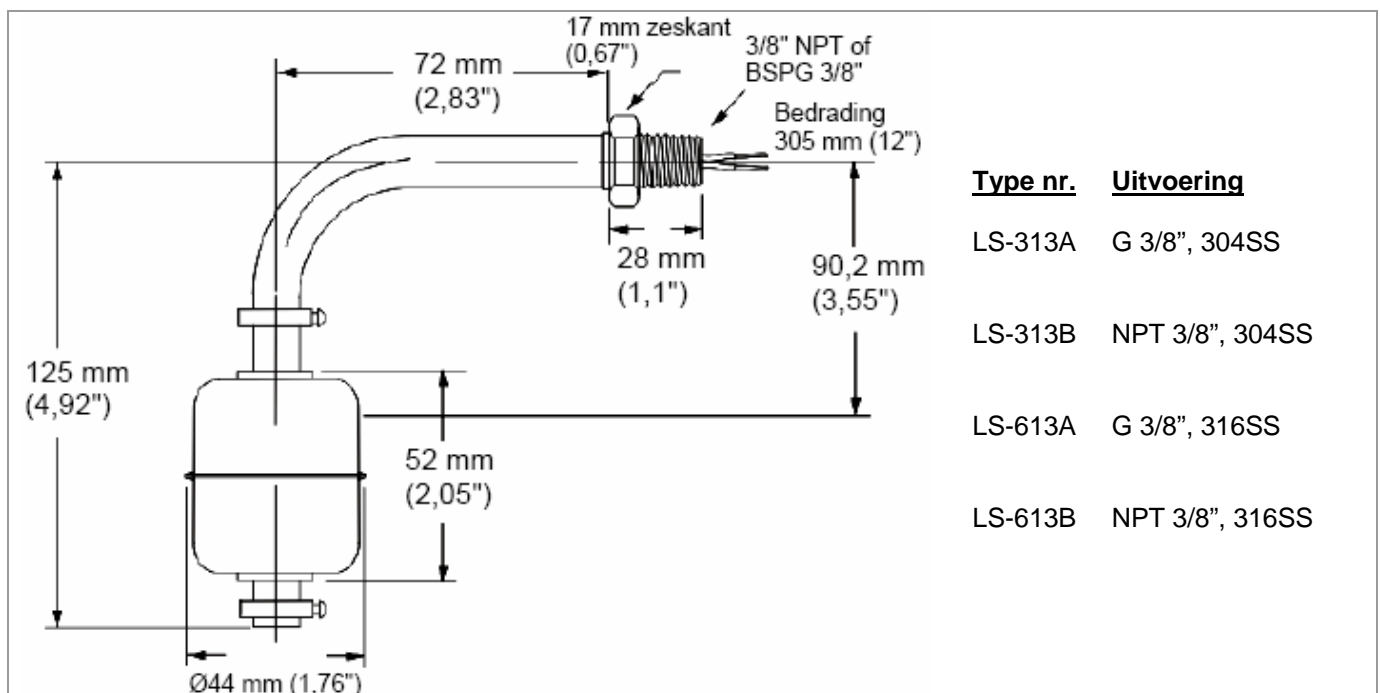 17 mm zeskant
(0,67")
3/8" NPT of
BSPG 3/8"
72 mm
(2,83")
Bedrading
305 mm (12")
28 mm
(1,1")
90,2 mm
(3,55")
125 mm
(4,92")
52 mm
(2,05")
Ø44 mm (1,76")
Type nr. Uitvoering
LS-313A G 3/8”, 304SS
LS-313B NPT 3/8”, 304SS
LS-613A G 3/8”, 316SS
LS-613B NPT 3/8”, 316SS